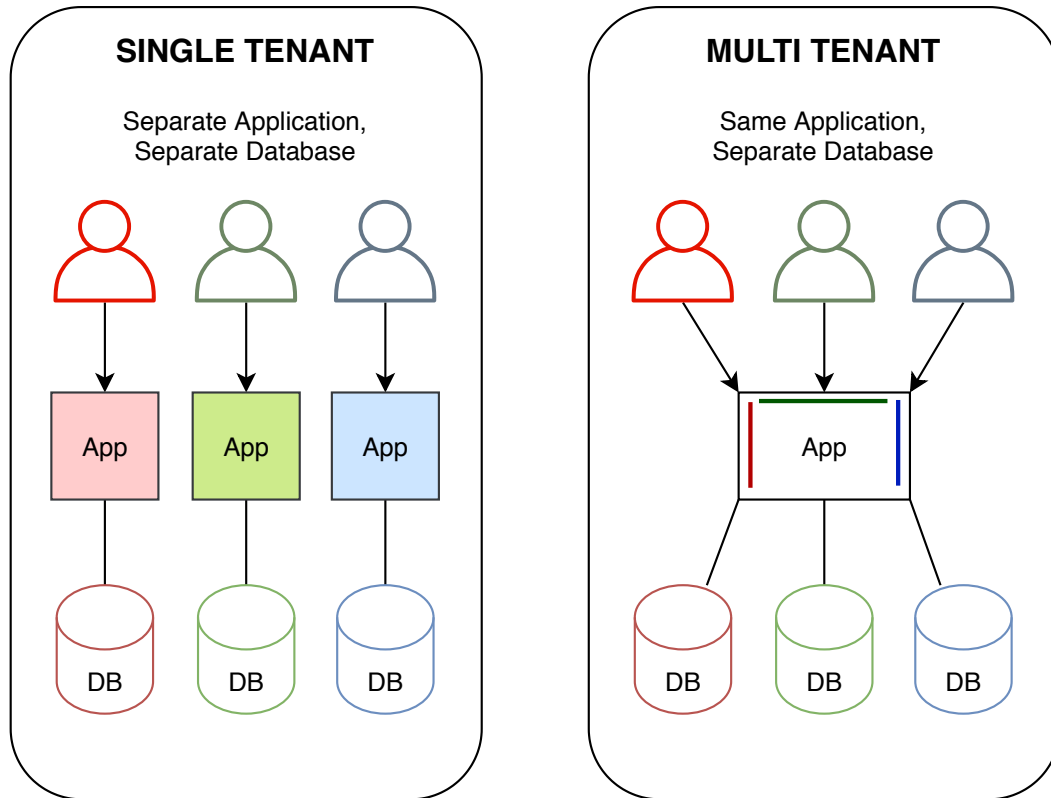 SINGLE TENANT
Separate Application,
Separate Database
App
App
App
DB
DB
DB
MULTI TENANT
Same Application,
Separate Database
App
DB
DB
DB